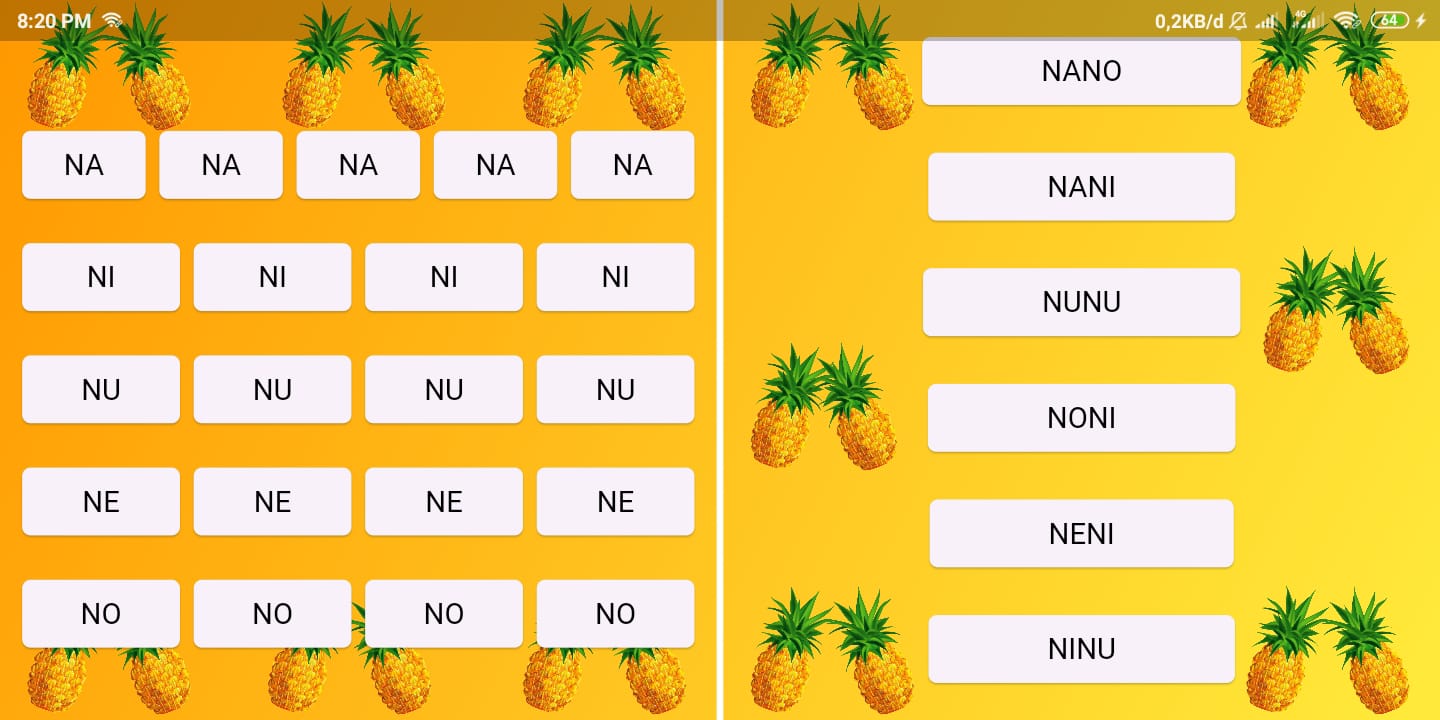 8:20 PM
0,2KB/d 4G 64
NA NA NA NA NA
NI NI NI NI
NU NU NU NU
NE NE NE NE
NO NO NO NO
NANO
NANI
NUNU
NONI
NENI
NINU